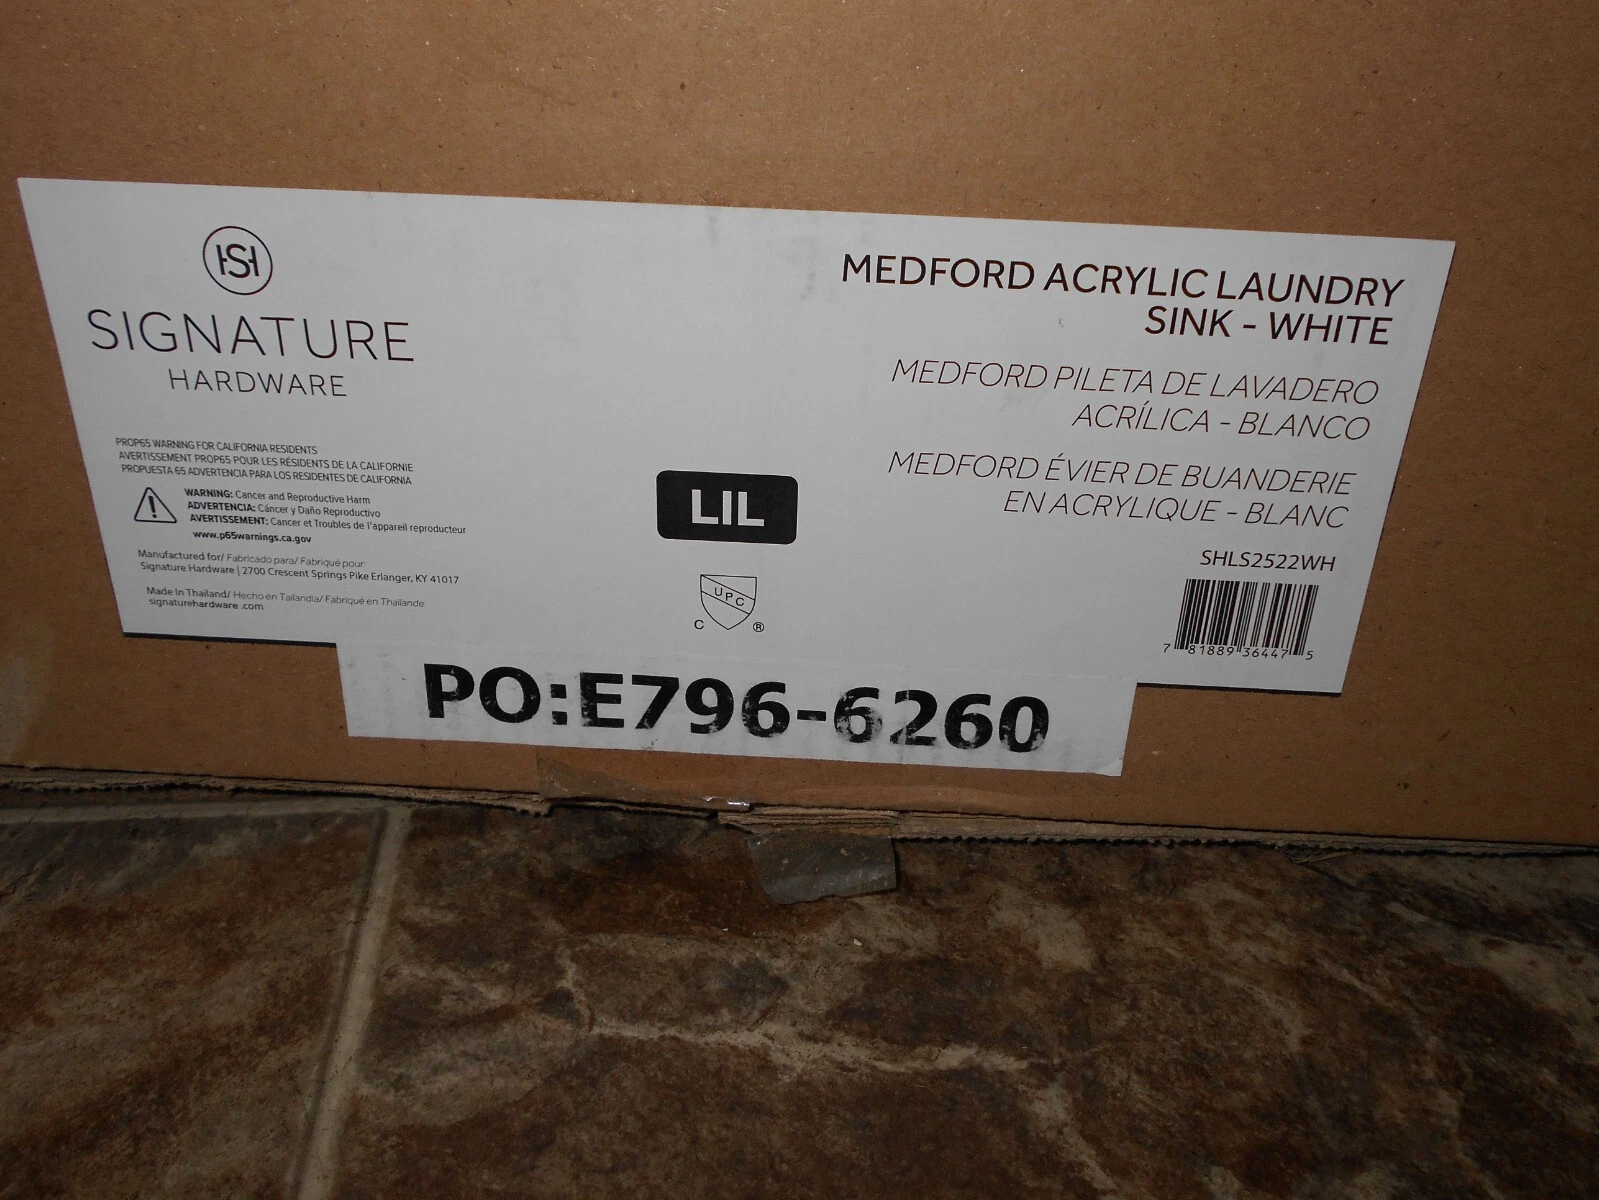 HSH
SIGNATURE
HARDWARE
PROP65 WARNING FOR CALIFORNIA RESIDENTS
AVERTISSEMENT PROP65 POUR LES RÉSIDENTS DE LA CALIFORNIE
PROPUESTA 65 ADVERTENCIA PARA LOS RESIDENTES DE CALIFORNIA
WARNING: Cancer and Reproductive Harm
ADVERTENCIA: Cáncer y Daño Reproductivo
AVERTISSEMENT: Cancer et Troubles de l'appareil reproducteur
www.p65warnings.ca.gov
Manufactured for/ Fabricado para/ Fabriqué pour:
Signature Hardware | 2700 Crescent Springs Pike Erlanger, KY 41017
Made In Thailand/ Hecho en Tailandia/ Fabriqué en Thaïlande
signaturehardware .com
LIL
UPC
C ®
MEDFORD ACRYLIC LAUNDRY
SINK - WHITE
MEDFORD PILETA DE LAVADERO
ACRÍLICA - BLANCO
MEDFORD ÉVIER DE BUANDERIE
EN ACRYLIQUE - BLANC
SHLS2522WH
7 81889 36447 5
PO:E796-6260